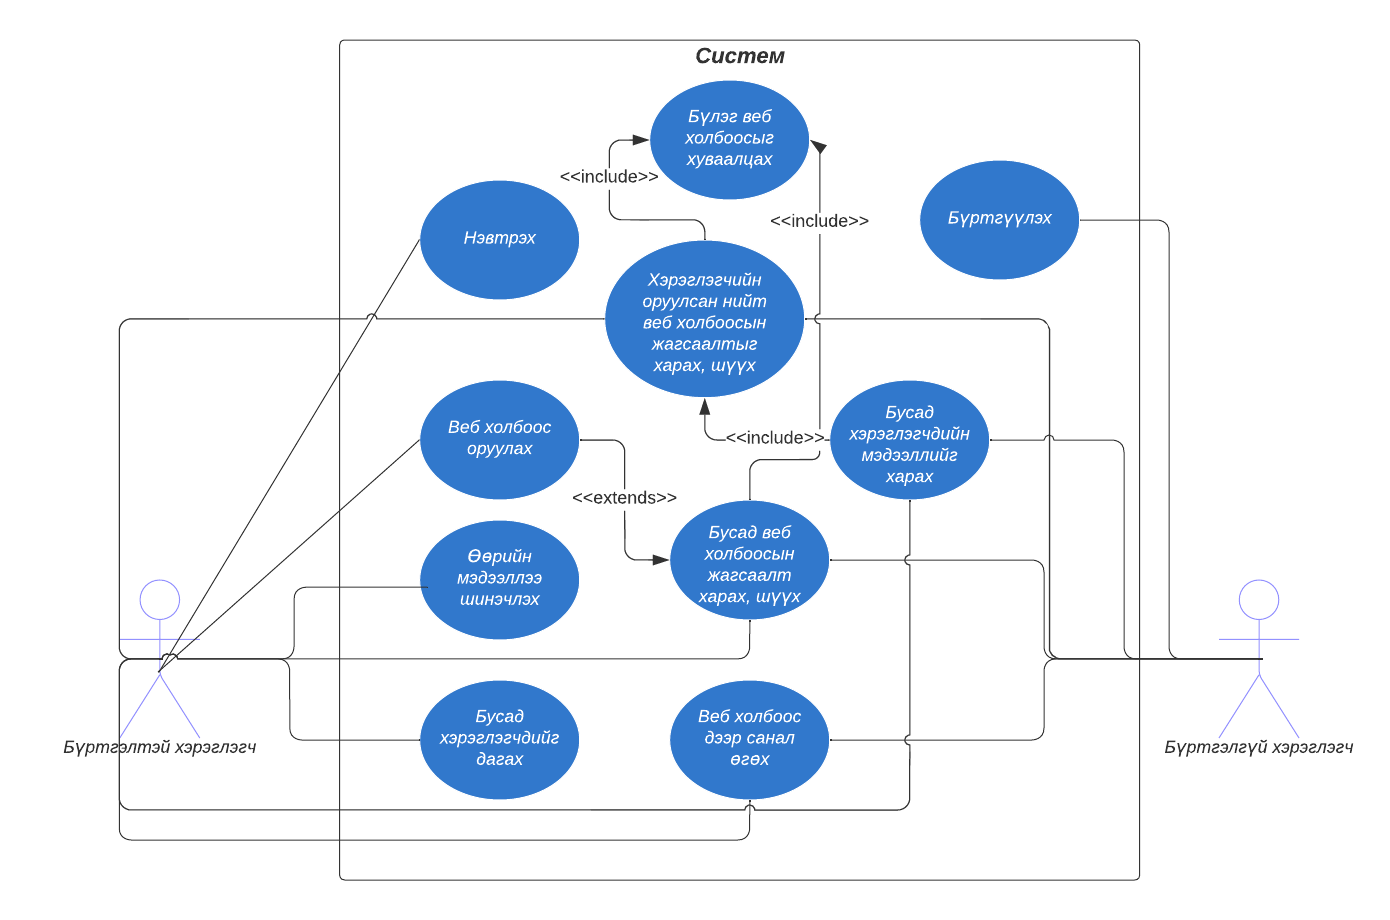 Систем
Бүлэг веб
холбоосыг
хуваалцах
<<include>>
<<include>>
Нэвтрэх
Бүртгүүлэх
Хэрэглэгчийн
оруулсан нийт
веб холбоосын
жагсаалтыг
харах, шүүх
<<include>>
Веб холбоос
оруулах
Бусад
хэрэглэгчдийн
мэдээллийг
харах
<<extends>>
Өөрийн
мэдээллээ
шинэчлэх
Бусад веб
холбоосын
жагсаалт
харах, шүүх
Бусад
хэрэглэгчдийг
дагах
Веб холбоос
дээр санал
өгөх
Бүртгэлтэй хэрэглэгч
Бүртгэлгүй хэрэглэгч